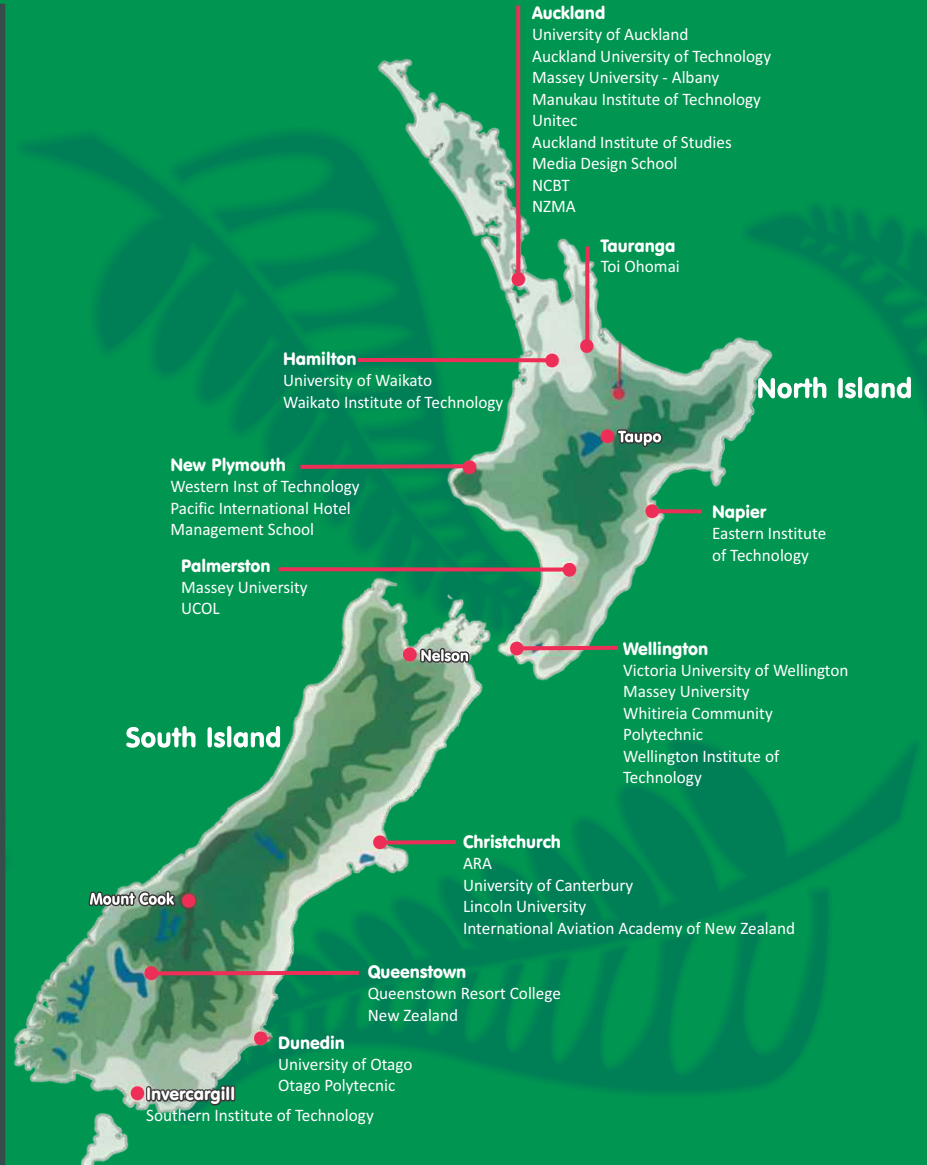 Auckland
University of Auckland
Auckland University of Technology
Massey University - Albany
Manukau Institute of Technology
Unitec
Auckland Institute of Studies
Media Design School
NCBT
NZMA
Tauranga
Toi Ohomai
Hamilton
University of Waikato
Waikato Institute of Technology
North Island
Taupo
New Plymouth
Western Inst of Technology
Pacific International Hotel
Management School
Napier
Eastern Institute
of Technology
Palmerston
Massey University
UCOL
Nelson
Wellington
Victoria University of Wellington
Massey University
Whitireia Community
Polytechnic
Wellington Institute of
Technology
South Island
Christchurch
ARA
University of Canterbury
Lincoln University
International Aviation Academy of New Zealand
Mount Cook
Queenstown
Queenstown Resort College
New Zealand
Dunedin
University of Otago
Otago Polytecnic
Invercargill
Southern Institute of Technology